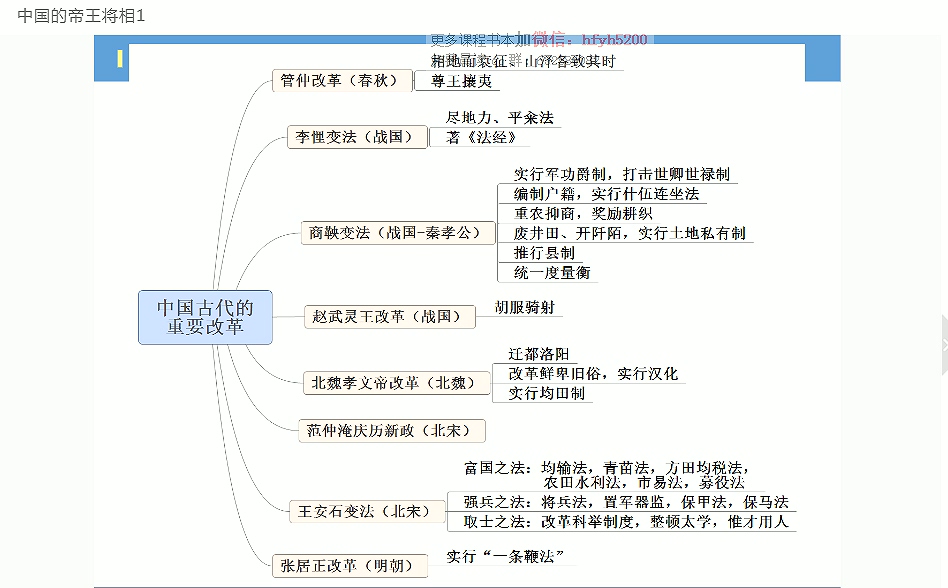 中国的帝王将相1
更多课程书本加微信：hfyh5200
相地而衰征、山泽各致其时
管仲改革（春秋）
尊王攘夷
尽地力、平籴法
李悝变法（战国）
著《法经》
实行军功爵制，打击世卿世禄制
编制户籍，实行什伍连坐法
重农抑商，奖励耕织
商鞅变法（战国-秦孝公）
废井田、开阡陌，实行土地私有制
推行县制
统一度量衡
中国古代的
重要改革
胡服骑射
赵武灵王改革（战国）
迁都洛阳
改革鲜卑旧俗，实行汉化
北魏孝文帝改革（北魏）
实行均田制
范仲淹庆历新政（北宋）
富国之法：均输法，青苗法，方田均税法，
农田水利法，市易法，募役法
强兵之法：将兵法，置军器监，保甲法，保马法
王安石变法（北宋）
取士之法：改革科举制度，整顿太学，惟才用人
实行“一条鞭法”
张居正改革（明朝）